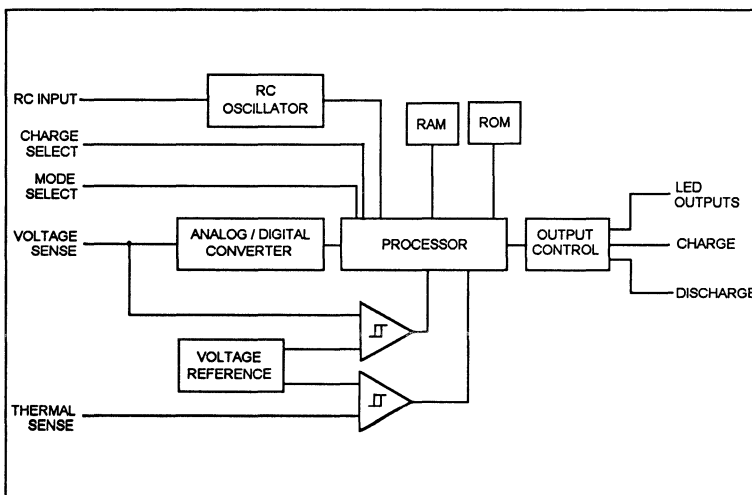 RC INPUT
RC
OSCILLATOR
RAM
ROM
CHARGE
SELECT
MODE
SELECT
LED
OUTPUTS
VOLTAGE
SENSE
ANALOG / DIGITAL
CONVERTER
PROCESSOR
OUTPUT
CONTROL
CHARGE
DISCHARGE
VOLTAGE
REFERENCE
THERMAL
SENSE